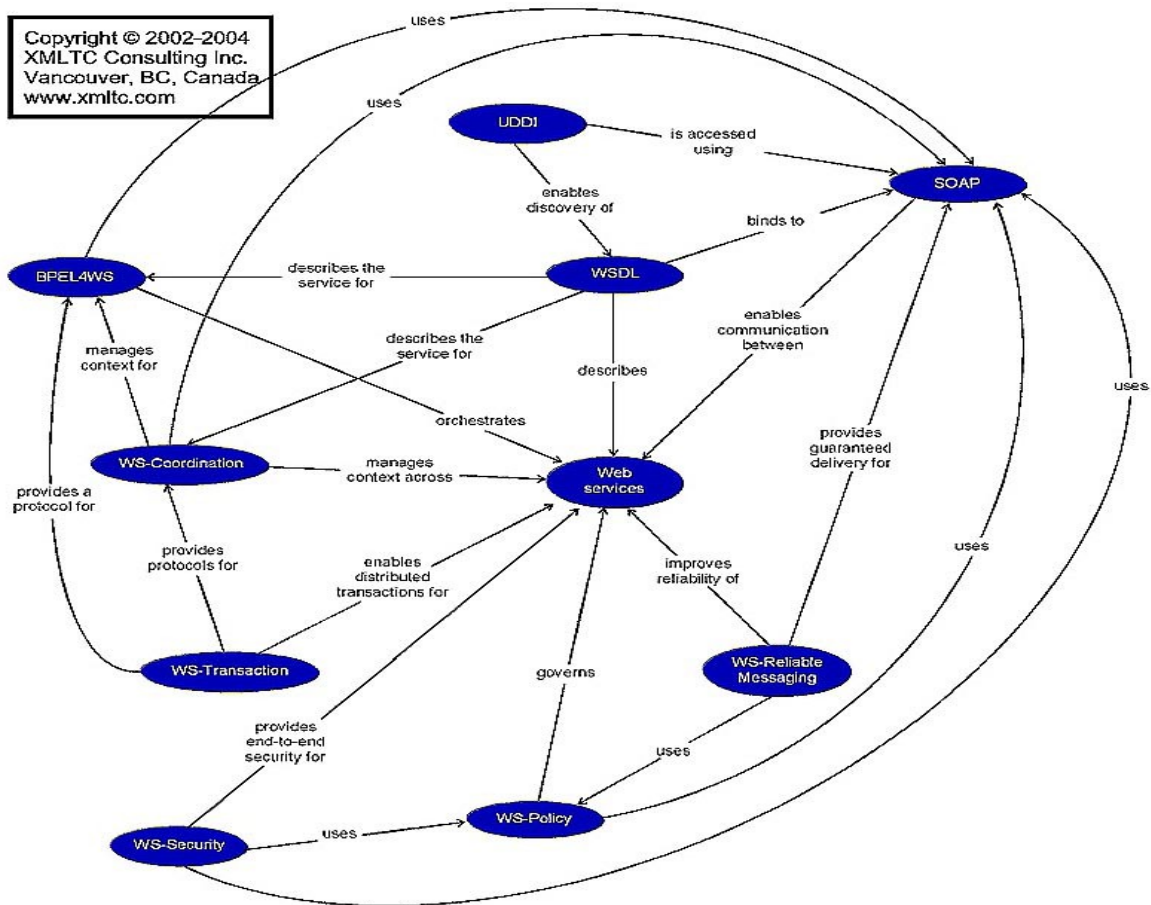 Copyright © 2002-2004
XMLTC Consulting Inc.
Vancouver, BC, Canada
www.xmltc.com
uses
uses
UDDI
is accessed
using
SOAP
enables
discovery of
binds to
BPEL4WS
describes the
service for
WSDL
manages
context for
describes the
service for
enables
communication
between
describes
uses
orchestrates
provides
guaranteed
delivery for
WS-Coordination
manages
context across
Web
services
provides a
protocol for
provides
protocols for
enables
distributed
transactions for
improves
reliability of
uses
WS-Transaction
governs
WS-Reliable
Messaging
provides
end-to-end
security for
uses
WS-Security
uses
WS-Policy